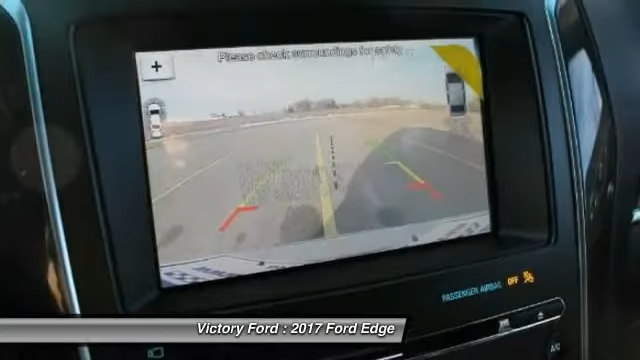 Please check surroundings for safety
+
PASSENGER AIRBAG OFF
A/C
Victory Ford : 2017 Ford Edge